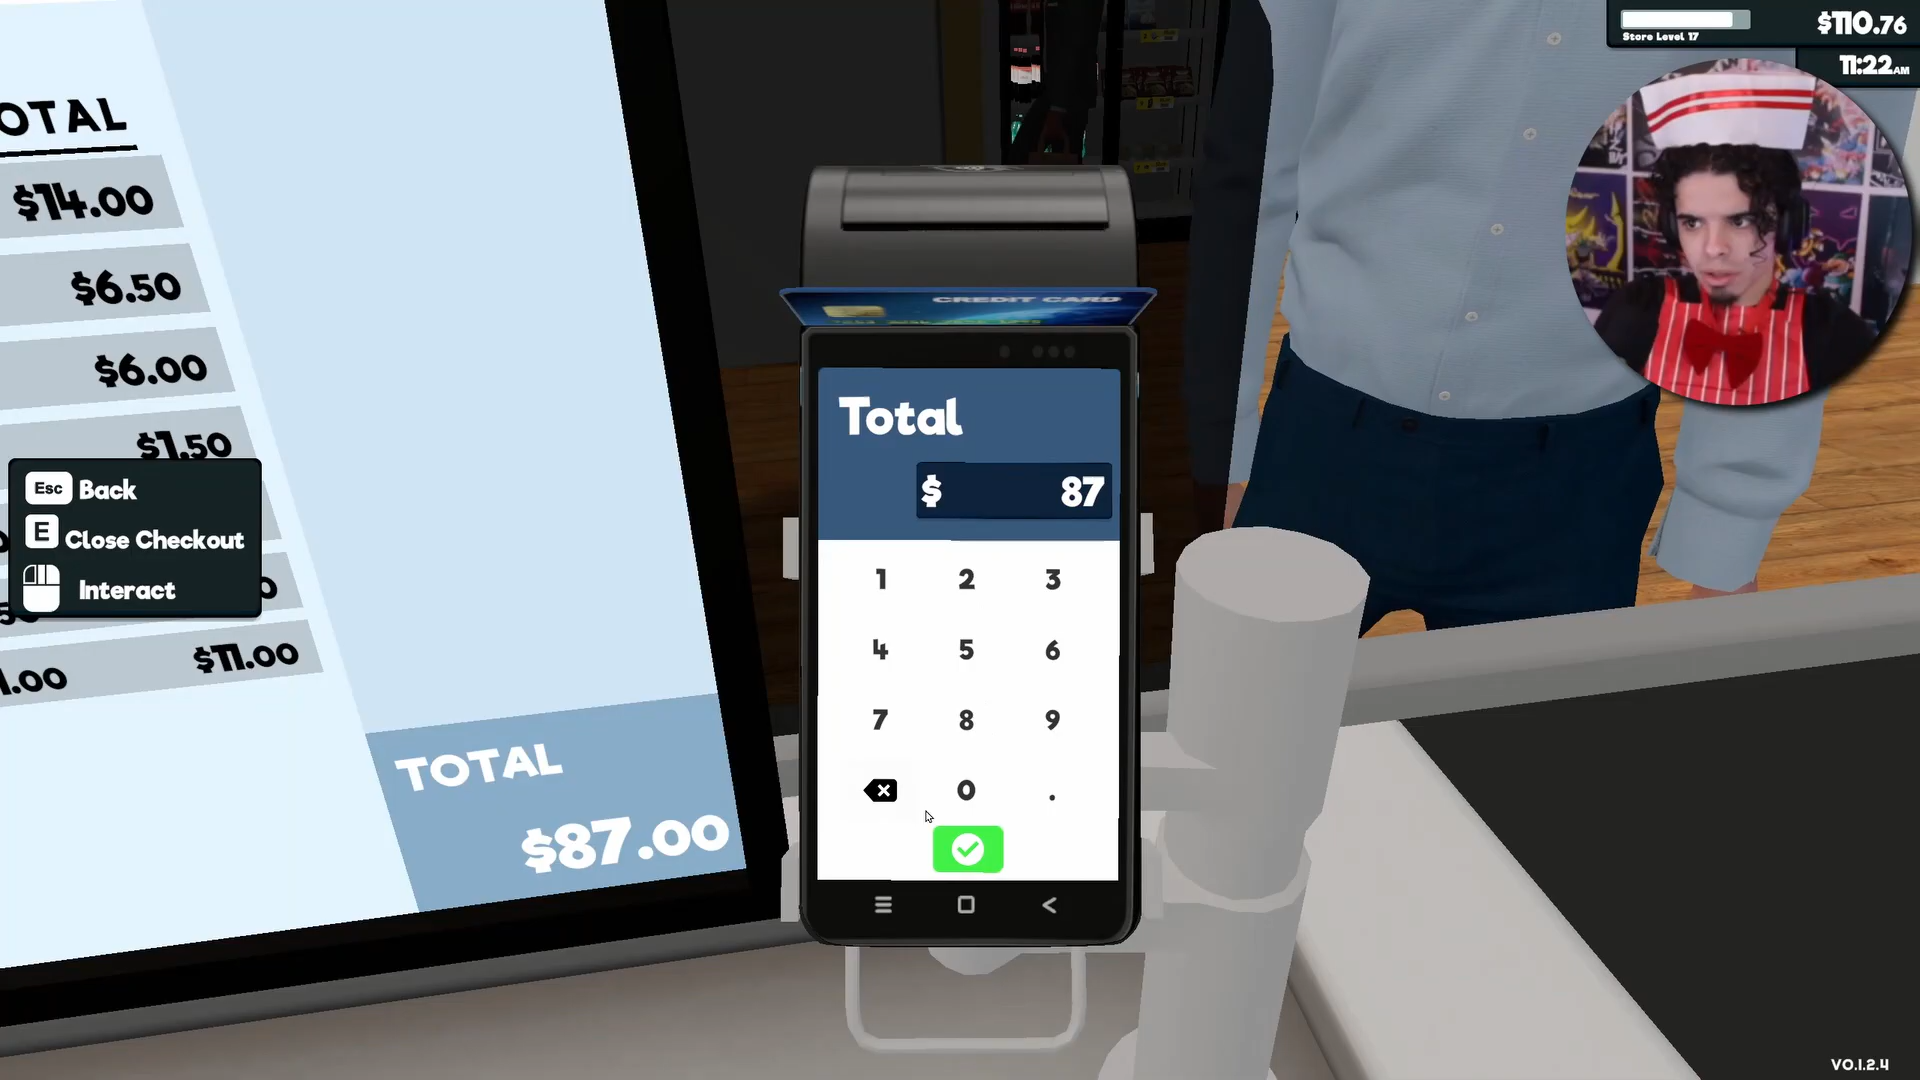 $110.76
Store Level 17
11:22AM
OTAL
$14.00
$6.50
$6.00
$1.50
Esc Back
E Close Checkout
Interact
$11.00
1.00
TOTAL
$87.00
CREDIT CARD
Total
$ 87
1 2 3
4 5 6
7 8 9
0 .
V0.1.2.4